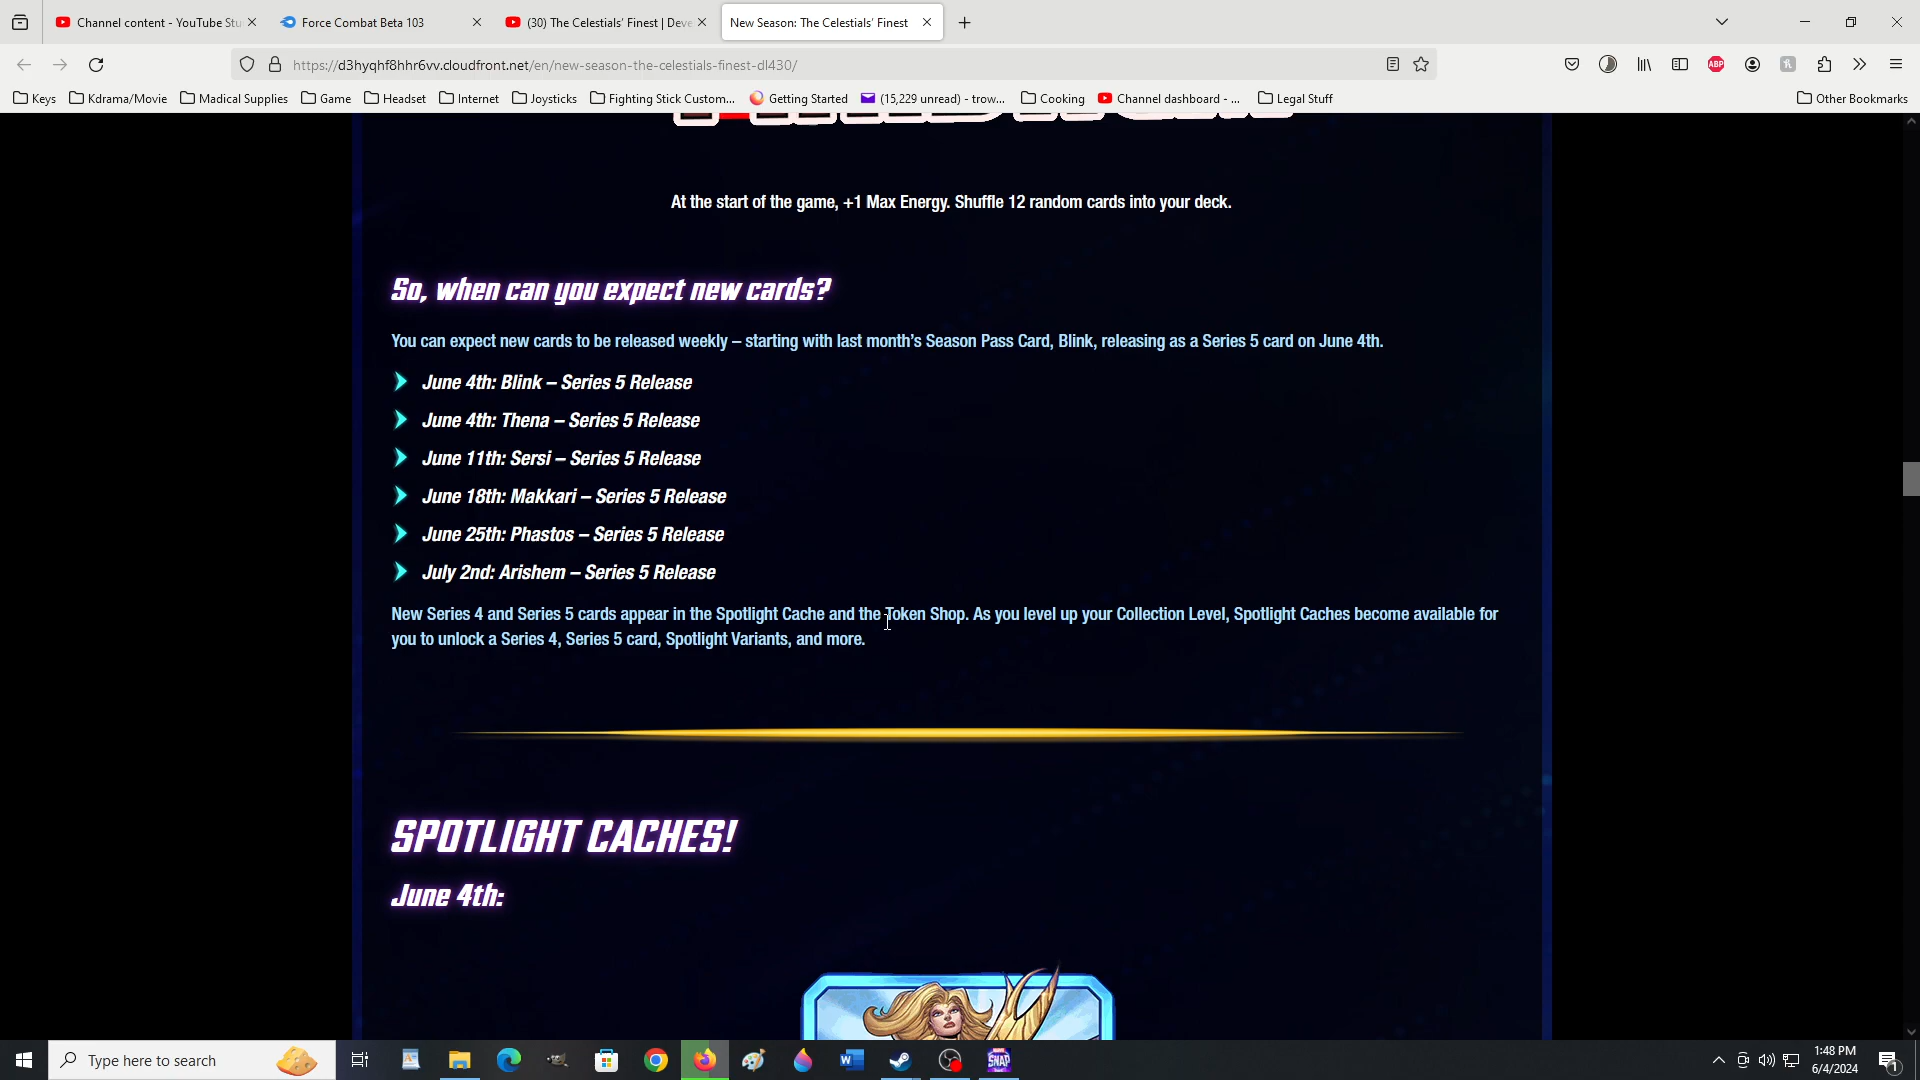 Channel content - YouTube Stu
Force Combat Beta 103
(30) The Celestials' Finest | Deve
New Season: The Celestials' Finest
https://d3hyqhf8hhr6vv.cloudfront.net/en/new-season-the-celestials-finest-dl430/
ABP
Keys
Kdrama/Movie
Madical Supplies
Game
Headset
Internet
Joysticks
Fighting Stick Custom...
Getting Started
(15,229 unread) - trow...
Cooking
Channel dashboard - ...
Legal Stuff
Other Bookmarks
At the start of the game, +1 Max Energy. Shuffle 12 random cards into your deck.
So, when can you expect new cards?
You can expect new cards to be released weekly – starting with last month's Season Pass Card, Blink, releasing as a Series 5 card on June 4th.
June 4th: Blink – Series 5 Release
June 4th: Thena – Series 5 Release
June 11th: Sersi – Series 5 Release
June 18th: Makkari – Series 5 Release
June 25th: Phastos – Series 5 Release
July 2nd: Arishem – Series 5 Release
New Series 4 and Series 5 cards appear in the Spotlight Cache and the Token Shop. As you level up your Collection Level, Spotlight Caches become available for
you to unlock a Series 4, Series 5 card, Spotlight Variants, and more.
SPOTLIGHT CACHES!
June 4th:
Type here to search
SNAP
1:48 PM
6/4/2024
1